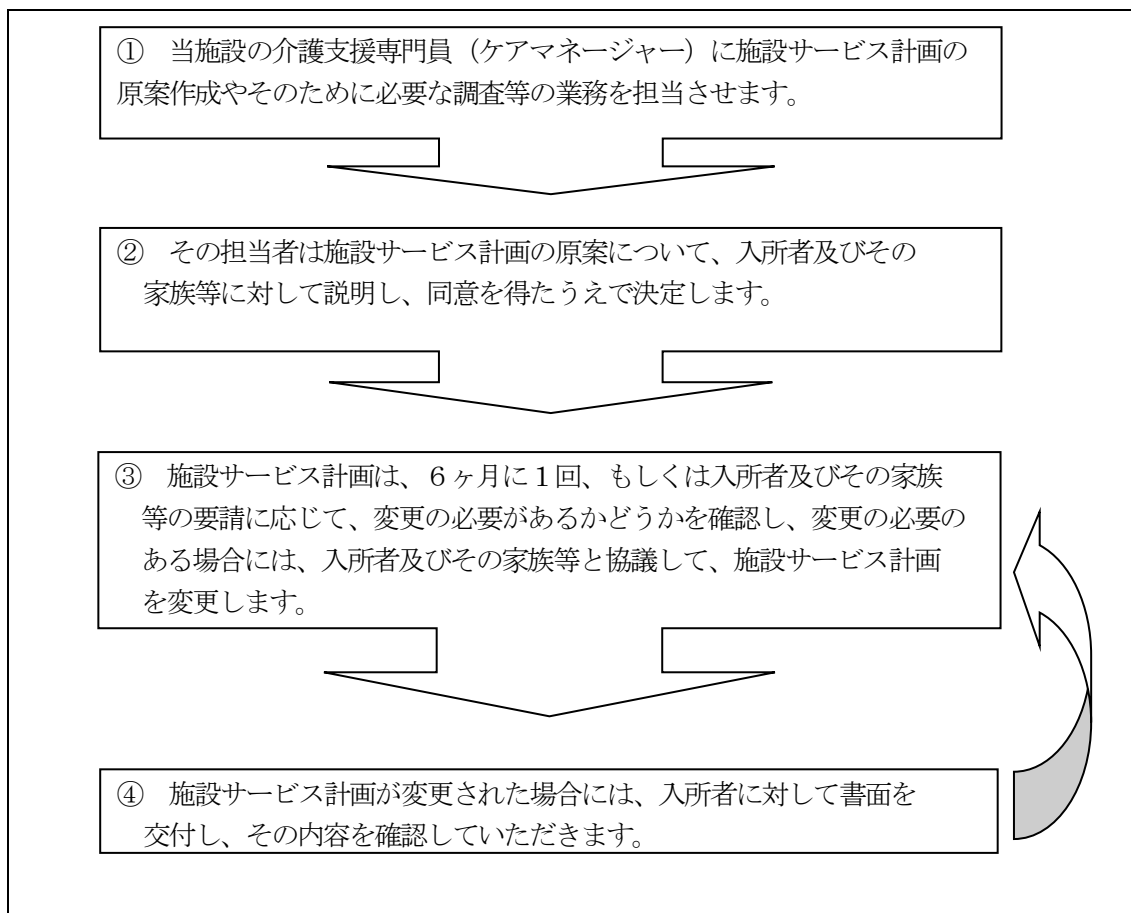 ① 当施設の介護支援専門員（ケアマネージャー）に施設サービス計画の
原案作成やそのために必要な調査等の業務を担当させます。
② その担当者は施設サービス計画の原案について、入所者及びその
家族等に対して説明し、同意を得たうえで決定します。
③ 施設サービス計画は、６ヶ月に１回、もしくは入所者及びその家族
等の要請に応じて、変更の必要があるかどうかを確認し、変更の必要の
ある場合には、入所者及びその家族等と協議して、施設サービス計画
を変更します。
④ 施設サービス計画が変更された場合には、入所者に対して書面を
交付し、その内容を確認していただきます。